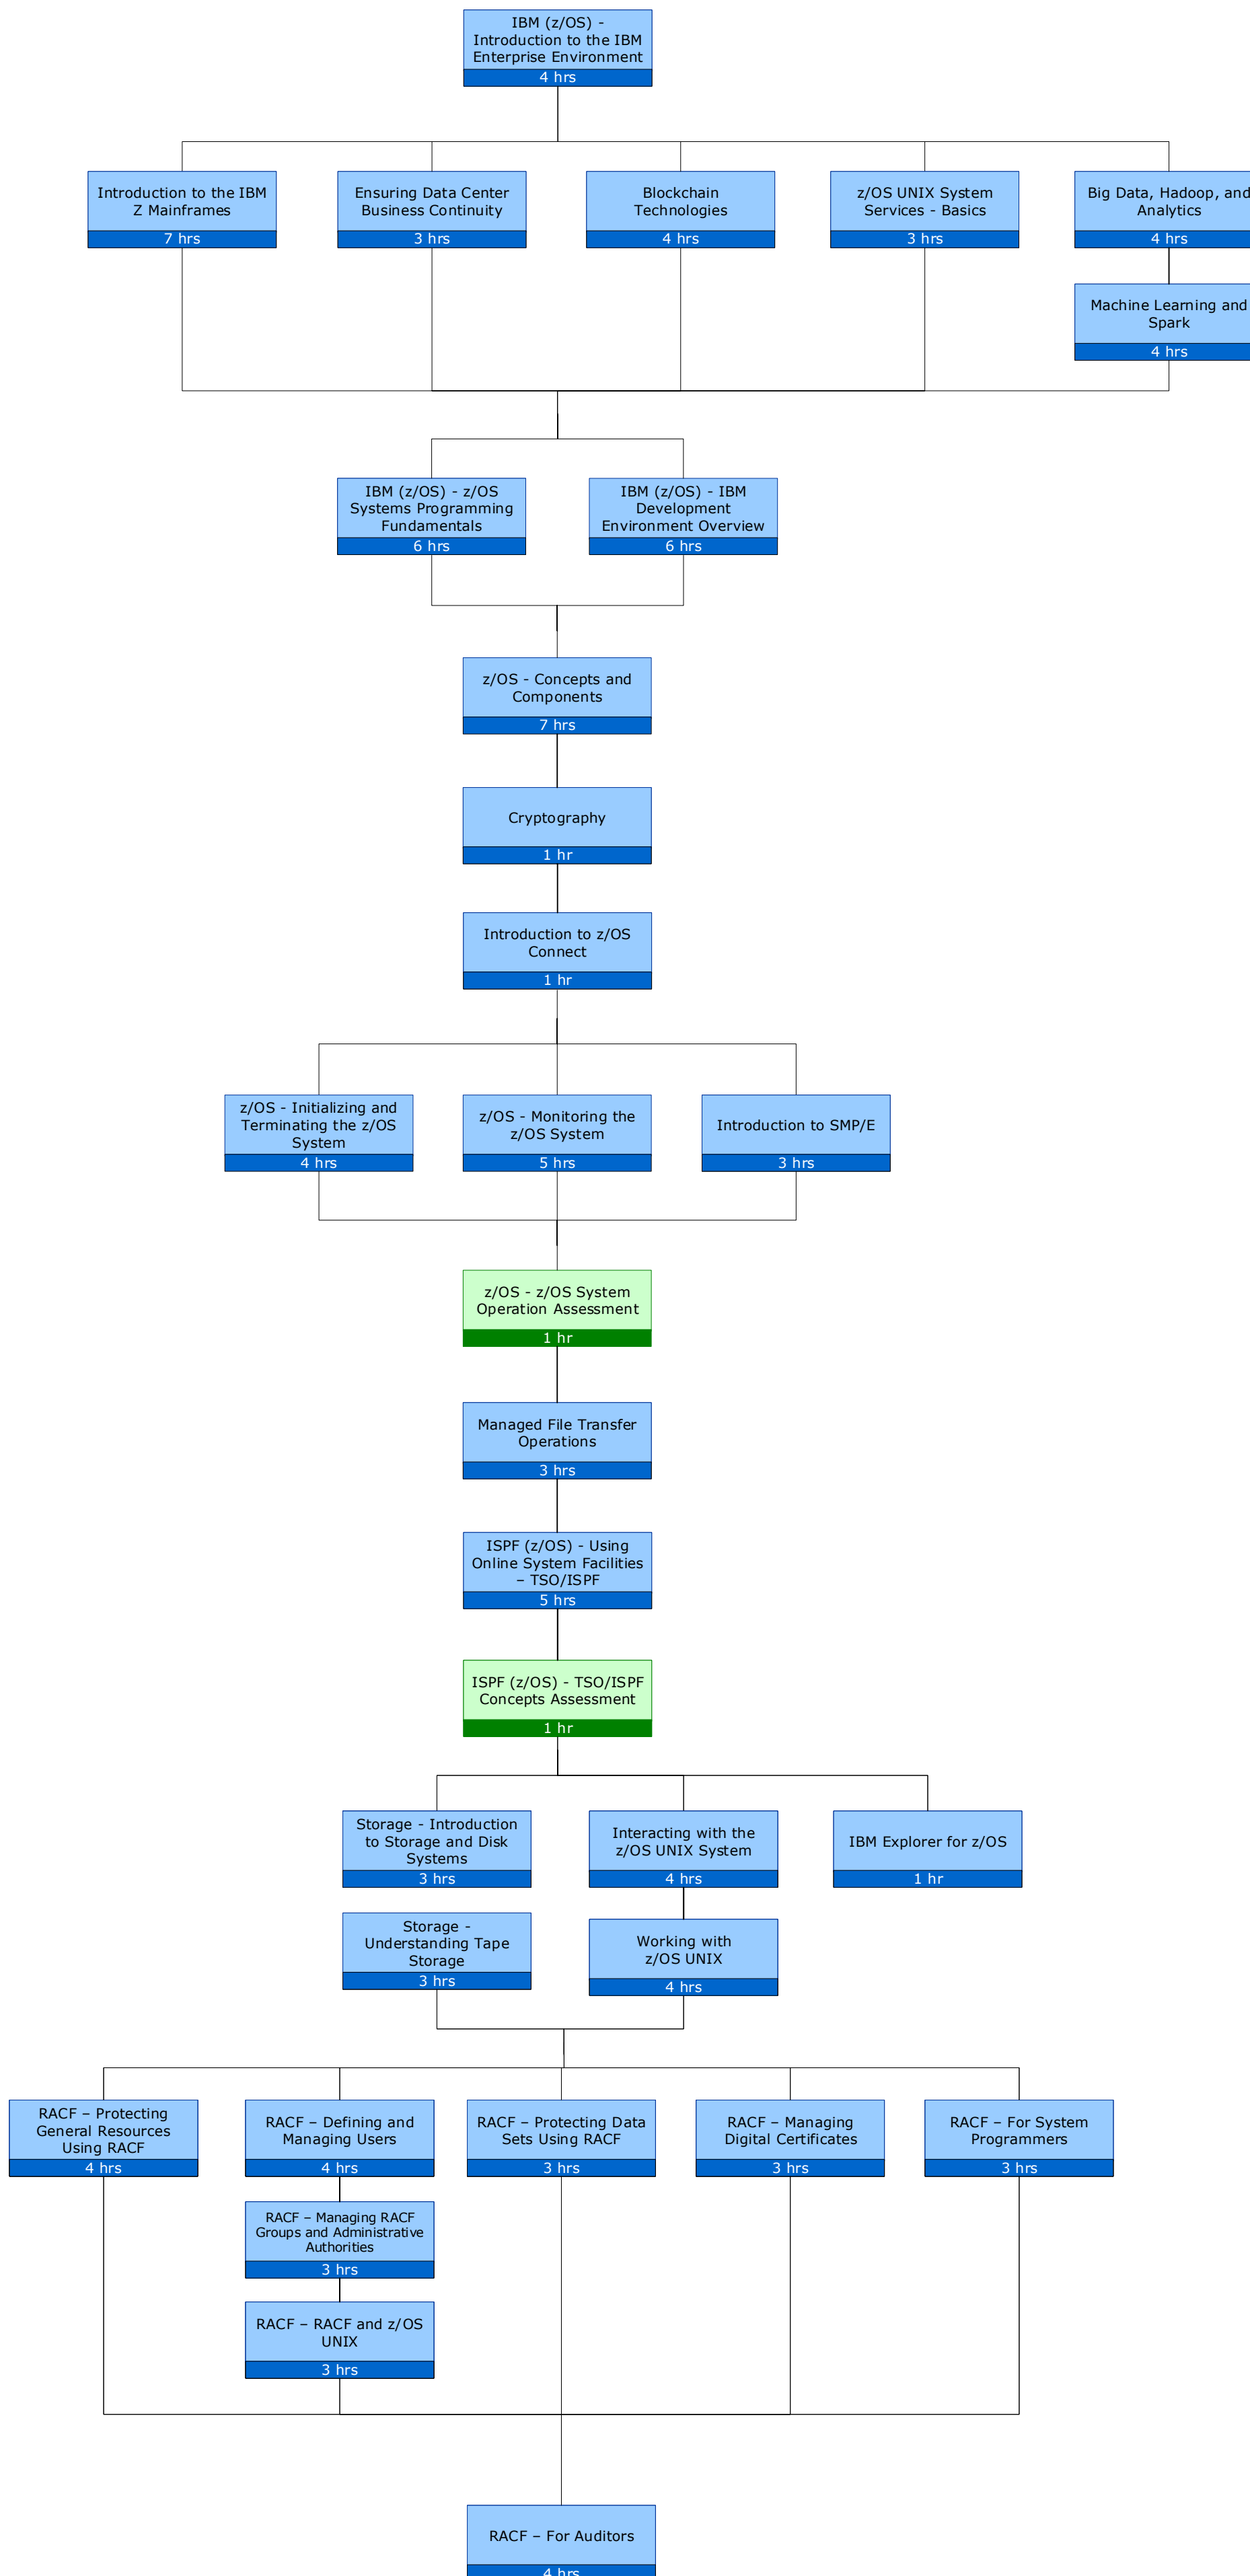 IBM (z/OS) -
Introduction to the IBM
Enterprise Environment
4 hrs
Introduction to the IBM
Z Mainframes
7 hrs
Ensuring Data Center
Business Continuity
3 hrs
Blockchain
Technologies
4 hrs
z/OS UNIX System
Services - Basics
3 hrs
Big Data, Hadoop, and
Analytics
4 hrs
Machine Learning and
Spark
4 hrs
IBM (z/OS) - z/OS
Systems Programming
Fundamentals
6 hrs
IBM (z/OS) - IBM
Development
Environment Overview
6 hrs
z/OS - Concepts and
Components
7 hrs
Cryptography
1 hr
Introduction to z/OS
Connect
1 hr
z/OS - Initializing and
Terminating the z/OS
System
4 hrs
z/OS - Monitoring the
z/OS System
5 hrs
Introduction to SMP/E
3 hrs
z/OS - z/OS System
Operation Assessment
1 hr
Managed File Transfer
Operations
3 hrs
ISPF (z/OS) - Using
Online System Facilities
– TSO/ISPF
5 hrs
ISPF (z/OS) - TSO/ISPF
Concepts Assessment
1 hr
Storage - Introduction
to Storage and Disk
Systems
3 hrs
Interacting with the
z/OS UNIX System
4 hrs
IBM Explorer for z/OS
1 hr
Storage -
Understanding Tape
Storage
3 hrs
Working with
z/OS UNIX
4 hrs
RACF – Protecting
General Resources
Using RACF
4 hrs
RACF – Defining and
Managing Users
4 hrs
RACF – Protecting Data
Sets Using RACF
3 hrs
RACF – Managing
Digital Certificates
3 hrs
RACF – For System
Programmers
3 hrs
RACF – Managing RACF
Groups and Administrative
Authorities
3 hrs
RACF – RACF and z/OS
UNIX
3 hrs
RACF – For Auditors
4 hrs